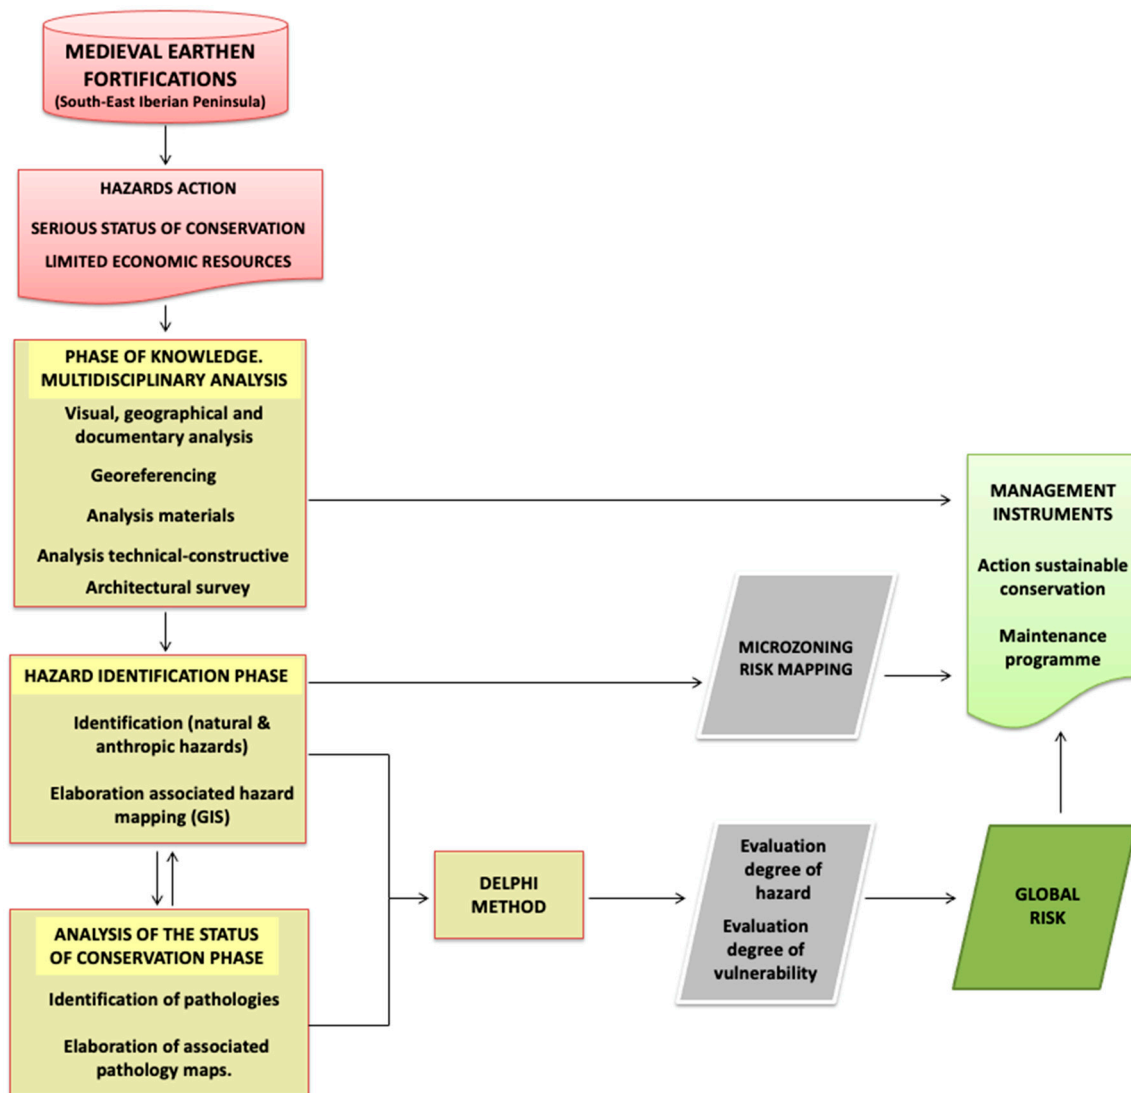 MEDIEVAL EARTHEN
FORTIFICATIONS
(South-East Iberian Peninsula)
HAZARDS ACTION
SERIOUS STATUS OF CONSERVATION
LIMITED ECONOMIC RESOURCES
PHASE OF KNOWLEDGE.
MULTIDISCIPLINARY ANALYSIS
Visual, geographical and
documentary analysis
Georeferencing
Analysis materials
Analysis technical-constructive
Architectural survey
HAZARD IDENTIFICATION PHASE
Identification (natural &
anthropic hazards)
Elaboration associated hazard
mapping (GIS)
ANALYSIS OF THE STATUS
OF CONSERVATION PHASE
Identification of pathologies
Elaboration of associated
pathology maps.
DELPHI
METHOD
MICROZONING
RISK MAPPING
Evaluation
degree of
hazard
Evaluation
degree of
vulnerability
MANAGEMENT
INSTRUMENTS
Action sustainable
conservation
Maintenance
programme
GLOBAL
RISK